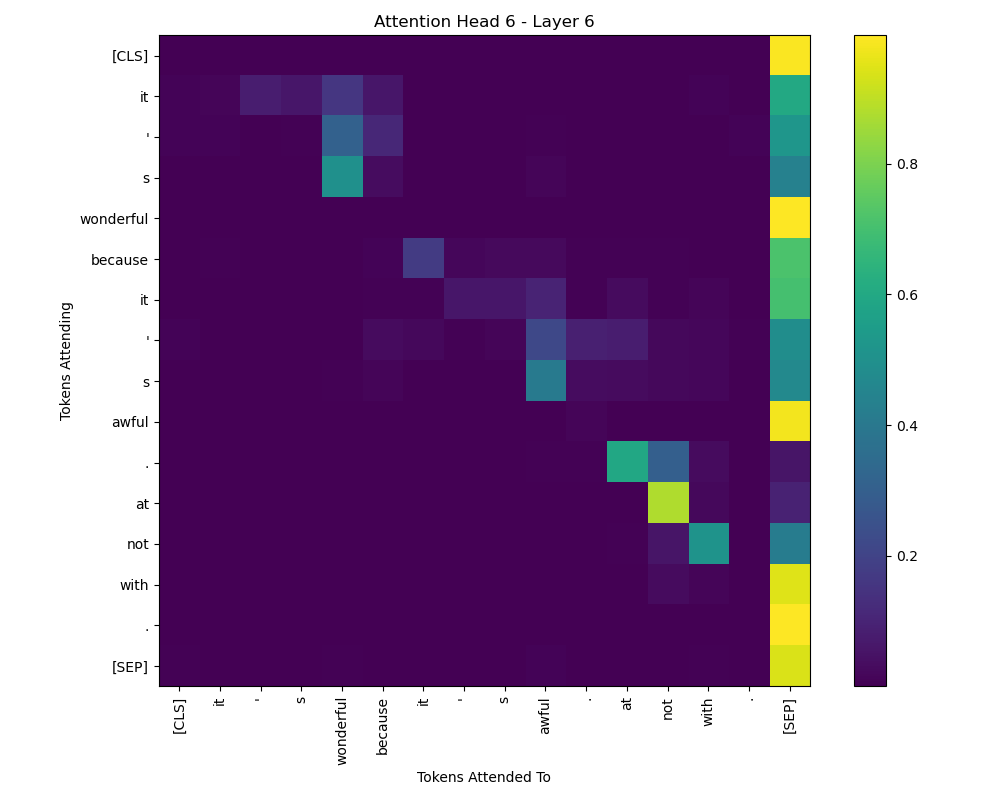 Attention Head 6 - Layer 6
Tokens Attending
[CLS]
it
'
s
wonderful
because
it
'
s
awful
.
at
not
with
.
[SEP]
[CLS]
it
'
s
wonderful
because
it
'
s
awful
.
at
not
with
.
[SEP]
Tokens Attended To
0.8
0.6
0.4
0.2